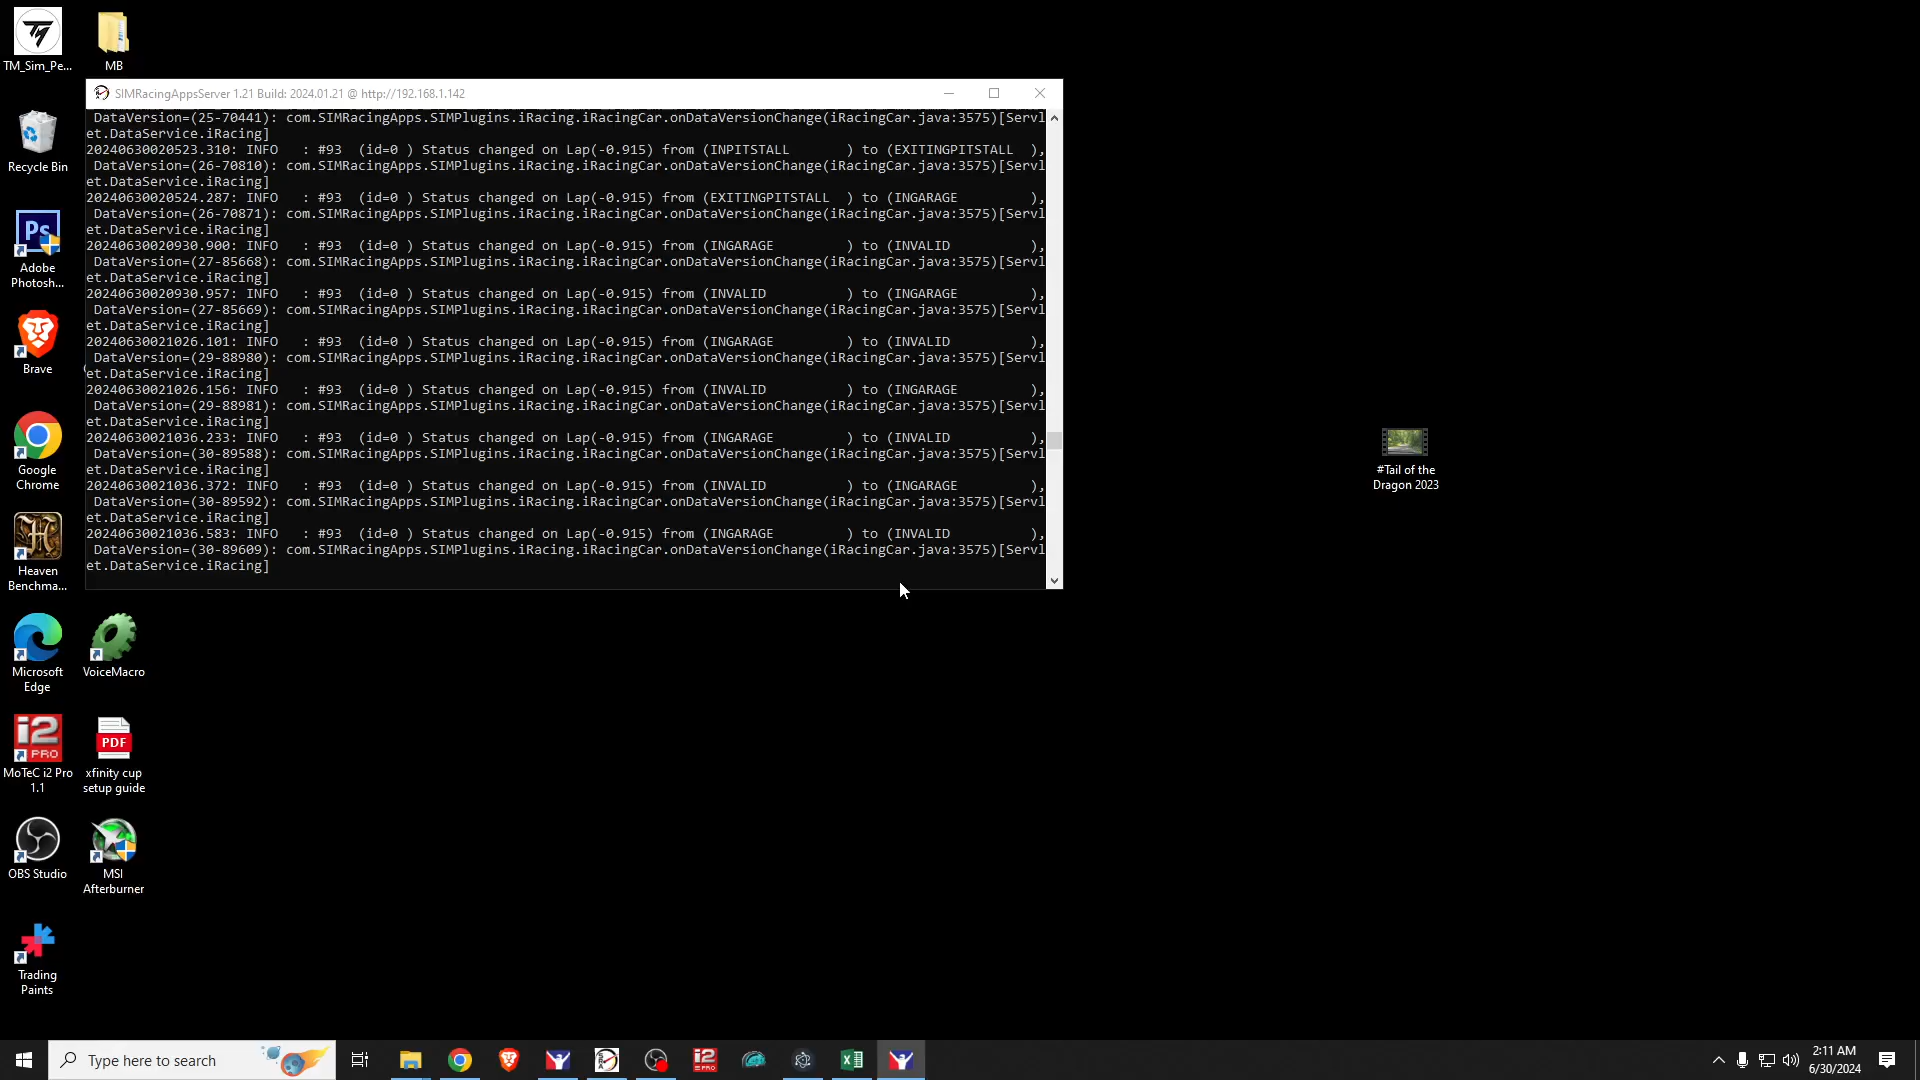 TM_Sim_Pe...
MB
SIMRacingAppsServer 1.21 Build: 2024.01.21 @ http://192.168.1.142
DataVersion=(25-70441): com.SIMRacingApps.SIMPlugins.iRacing.iRacingCar.onDataVersionChange(iRacingCar.java:3575)[Servl
et.DataService.iRacing]
20240630020523.310: INFO   : #93  (id=0 ) Status changed on Lap(-0.915) from (INPITSTALL       ) to (EXITINGPITSTALL  ),
DataVersion=(26-70810): com.SIMRacingApps.SIMPlugins.iRacing.iRacingCar.onDataVersionChange(iRacingCar.java:3575)[Servl
et.DataService.iRacing]
20240630020524.287: INFO   : #93  (id=0 ) Status changed on Lap(-0.915) from (EXITINGPITSTALL  ) to (INGARAGE         ),
DataVersion=(26-70871): com.SIMRacingApps.SIMPlugins.iRacing.iRacingCar.onDataVersionChange(iRacingCar.java:3575)[Servl
et.DataService.iRacing]
20240630020930.900: INFO   : #93  (id=0 ) Status changed on Lap(-0.915) from (INGARAGE         ) to (INVALID          ),
DataVersion=(27-85668): com.SIMRacingApps.SIMPlugins.iRacing.iRacingCar.onDataVersionChange(iRacingCar.java:3575)[Servl
et.DataService.iRacing]
20240630020930.957: INFO   : #93  (id=0 ) Status changed on Lap(-0.915) from (INVALID          ) to (INGARAGE         ),
DataVersion=(27-85669): com.SIMRacingApps.SIMPlugins.iRacing.iRacingCar.onDataVersionChange(iRacingCar.java:3575)[Servl
et.DataService.iRacing]
20240630021026.101: INFO   : #93  (id=0 ) Status changed on Lap(-0.915) from (INGARAGE         ) to (INVALID          ),
DataVersion=(29-88980): com.SIMRacingApps.SIMPlugins.iRacing.iRacingCar.onDataVersionChange(iRacingCar.java:3575)[Servl
et.DataService.iRacing]
20240630021026.156: INFO   : #93  (id=0 ) Status changed on Lap(-0.915) from (INVALID          ) to (INGARAGE         ),
DataVersion=(29-88981): com.SIMRacingApps.SIMPlugins.iRacing.iRacingCar.onDataVersionChange(iRacingCar.java:3575)[Servl
et.DataService.iRacing]
20240630021036.233: INFO   : #93  (id=0 ) Status changed on Lap(-0.915) from (INGARAGE         ) to (INVALID          ),
DataVersion=(30-89588): com.SIMRacingApps.SIMPlugins.iRacing.iRacingCar.onDataVersionChange(iRacingCar.java:3575)[Servl
et.DataService.iRacing]
20240630021036.372: INFO   : #93  (id=0 ) Status changed on Lap(-0.915) from (INVALID          ) to (INGARAGE         ),
DataVersion=(30-89592): com.SIMRacingApps.SIMPlugins.iRacing.iRacingCar.onDataVersionChange(iRacingCar.java:3575)[Servl
et.DataService.iRacing]
20240630021036.583: INFO   : #93  (id=0 ) Status changed on Lap(-0.915) from (INGARAGE         ) to (INVALID          ),
DataVersion=(30-89609): com.SIMRacingApps.SIMPlugins.iRacing.iRacingCar.onDataVersionChange(iRacingCar.java:3575)[Servl
et.DataService.iRacing]
Recycle Bin
Ps
Adobe
Photosh...
Brave
Google
Chrome
Heaven
Benchma...
Microsoft
Edge
VoiceMacro
i2
PRO
MoTeC i2 Pro
1.1
PDF
xfinity cup
setup guide
OBS Studio
MSI
Afterburner
Trading
Paints
#Tail of the
Dragon 2023
Type here to search
i2
PRO
2:11 AM
6/30/2024